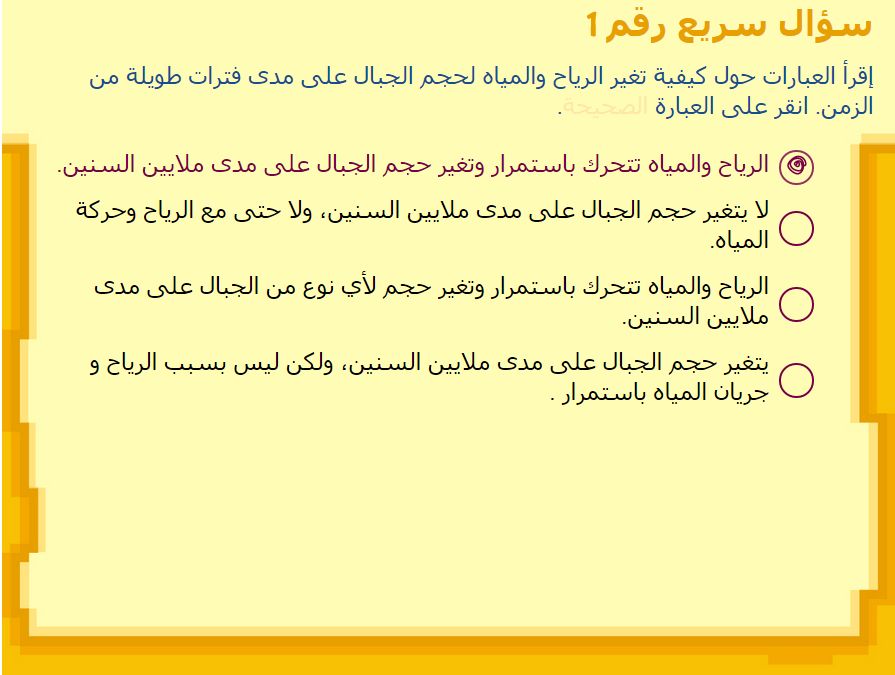 سؤال سريع رقم 1
إقرأ العبارات حول كيفية تغير الرياح والمياه لحجم الجبال على مدى فترات طويلة من
الزمن. انقر على العبارة الصحيحة.
الرياح والمياه تتحرك باستمرار وتغير حجم الجبال على مدى ملايين السنين.
لا يتغير حجم الجبال على مدى ملايين السنين، ولا حتى مع الرياح وحركة
المياه.
الرياح والمياه تتحرك باستمرار وتغير حجم لأي نوع من الجبال على مدى
ملايين السنين.
يتغير حجم الجبال على مدى ملايين السنين، ولكن ليس بسبب الرياح و
جريان المياه باستمرار .